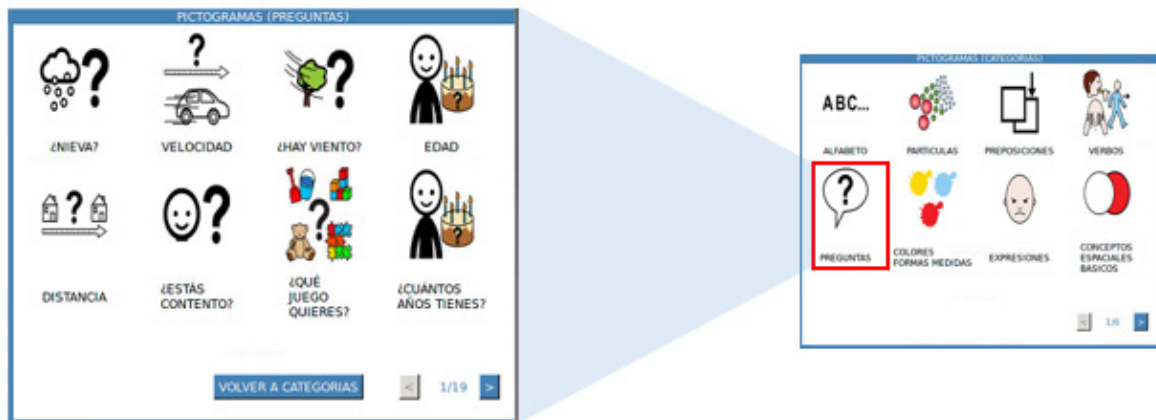 PICTOGRAMAS (PREGUNTAS)
¿NIEVA?
VELOCIDAD
¿HAY VIENTO?
EDAD
DISTANCIA
¿ESTÁS
CONTENTO?
¿QUÉ
JUEGO
QUIERES?
¿CUÁNTOS
AÑOS TIENES?
VOLVER A CATEGORIAS
<
1/19
>
PICTOGRAMAS (CATEGORIAS)
ABC...
ALFABETO
PARTICULAS
PREPOSICIONES
VERBOS
PREGUNTAS
COLORES
FORMAS MEDIDAS
EXPRESIONES
CONCEPTOS
ESPACIALES
BASICOS
<
1/6
>